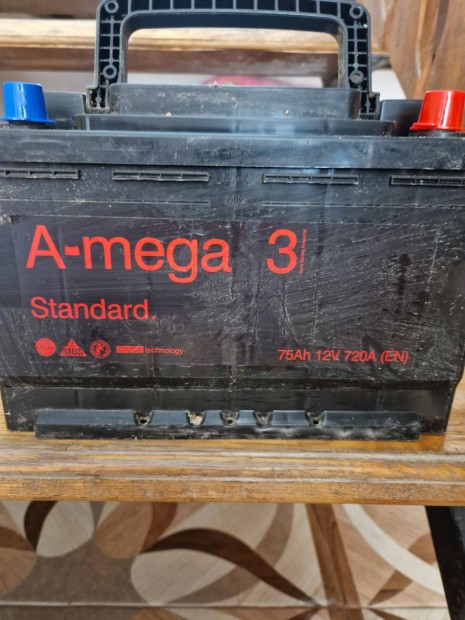 A-mega 3
Standard.
technology
75Ah 12V 720A (EN)